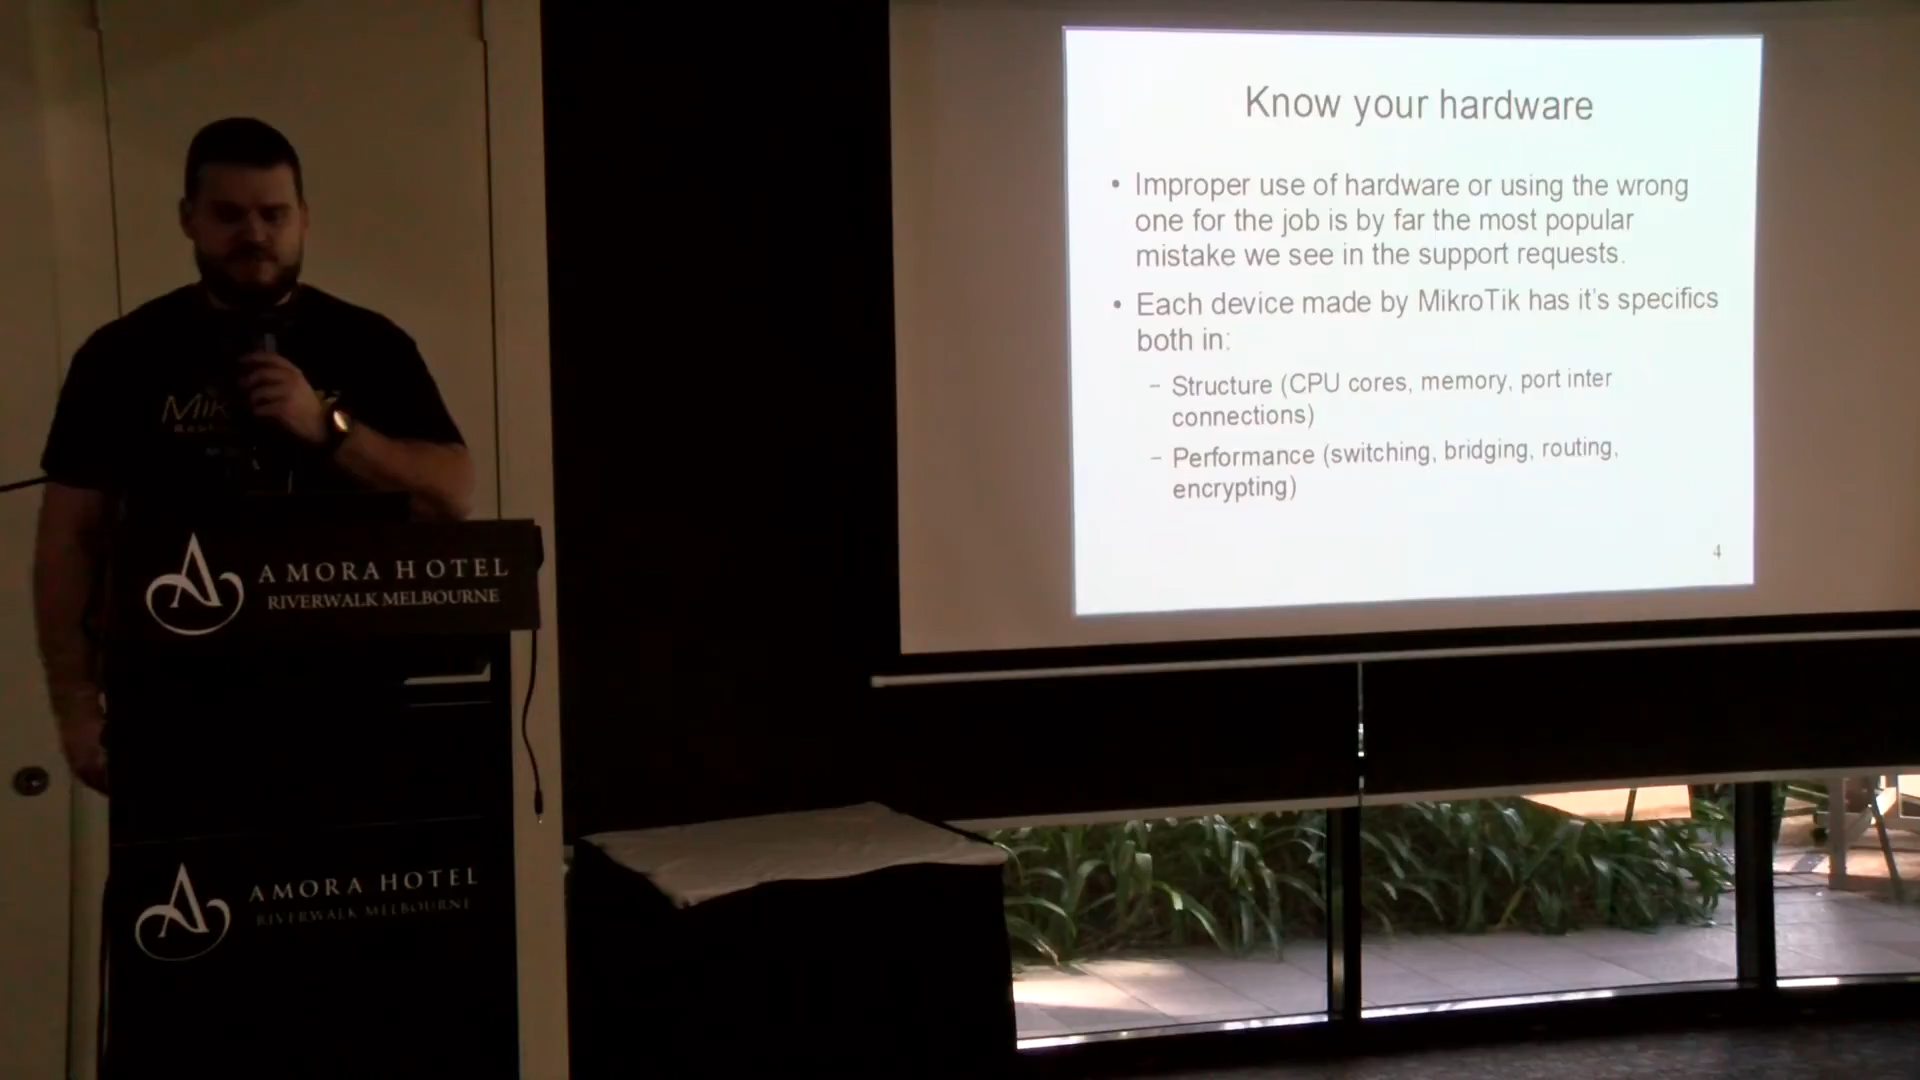 Know your hardware
• Improper use of hardware or using the wrong
one for the job is by far the most popular
mistake we see in the support requests.
• Each device made by MikroTik has it's specifics
both in:
– Structure (CPU cores, memory, port inter
connections)
– Performance (switching, bridging, routing,
encrypting)
4
Mik
AMORA HOTEL
RIVERWALK MELBOURNE
AMORA HOTEL
RIVERWALK MELBOURNE